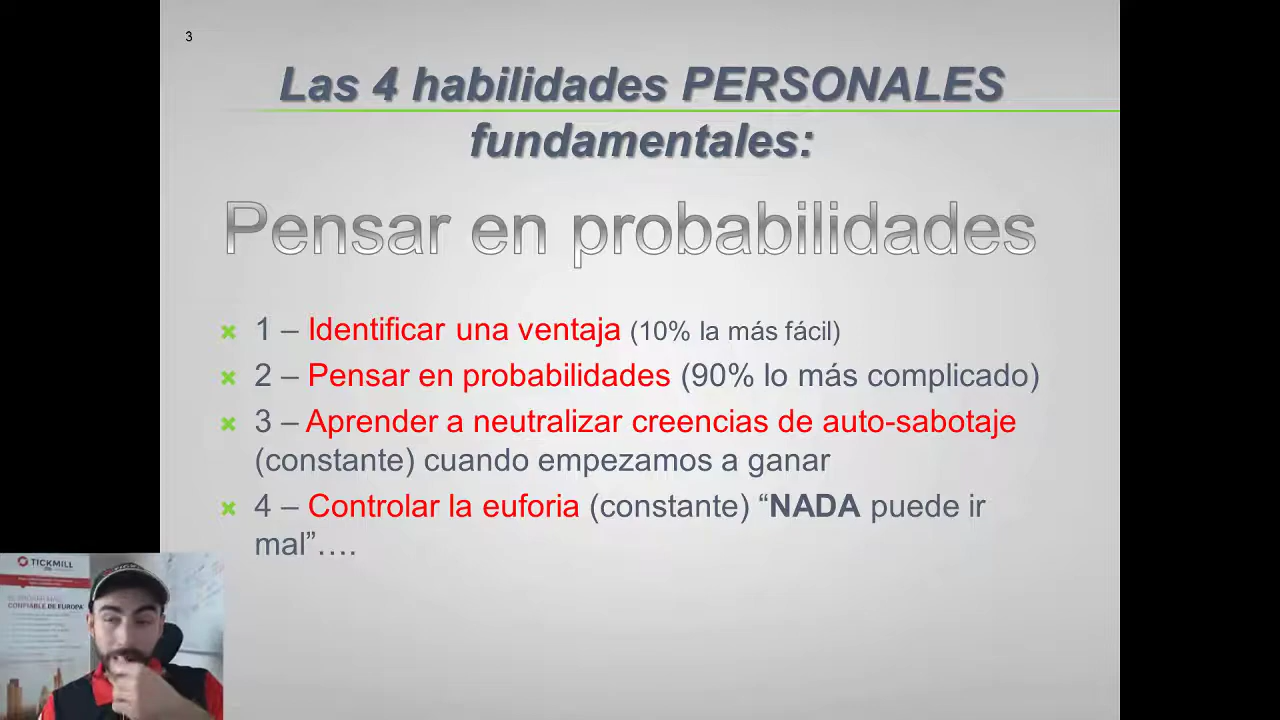 3
Las 4 habilidades PERSONALES
fundamentales:
Pensar en probabilidades
1 – Identificar una ventaja (10% la más fácil)
2 – Pensar en probabilidades (90% lo más complicado)
3 – Aprender a neutralizar creencias de auto-sabotaje
(constante) cuando empezamos a ganar
4 – Controlar la euforia (constante) “NADA puede ir
mal”….
TICKMILL
CONFIABLE DE EUROPA